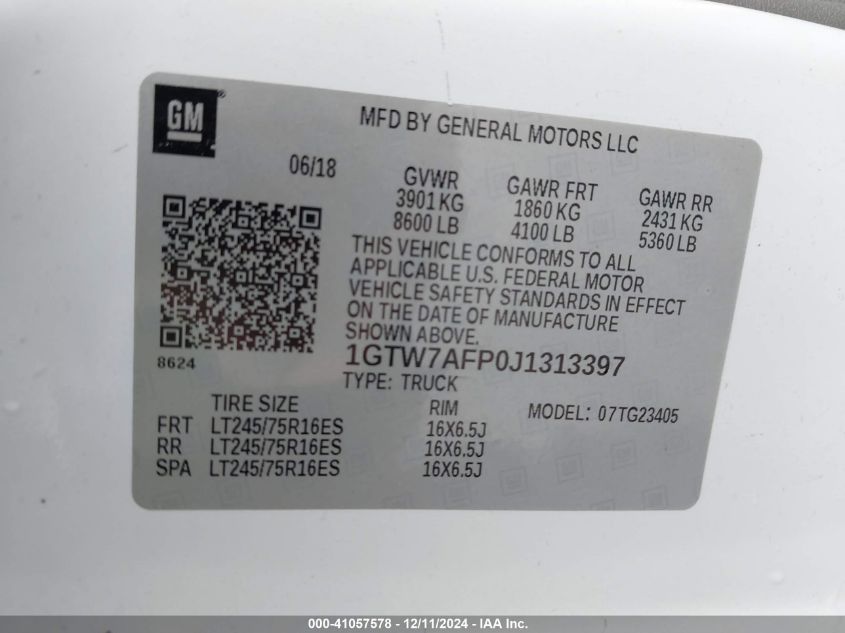 GM
MFD BY GENERAL MOTORS LLC
06/18
GVWR
3901 KG
8600 LB
GAWR FRT
1860 KG
4100 LB
GAWR RR
2431 KG
5360 LB
THIS VEHICLE CONFORMS TO ALL
APPLICABLE U.S. FEDERAL MOTOR
VEHICLE SAFETY STANDARDS IN EFFECT
ON THE DATE OF MANUFACTURE
SHOWN ABOVE.
8624
1GTW7AFP0J1313397
TYPE: TRUCK
TIRE SIZE RIM MODEL: 07TG23405
FRT LT245/75R16ES 16X6.5J
RR LT245/75R16ES 16X6.5J
SPA LT245/75R16ES 16X6.5J
000-41057578 - 12/11/2024 - IAA Inc.